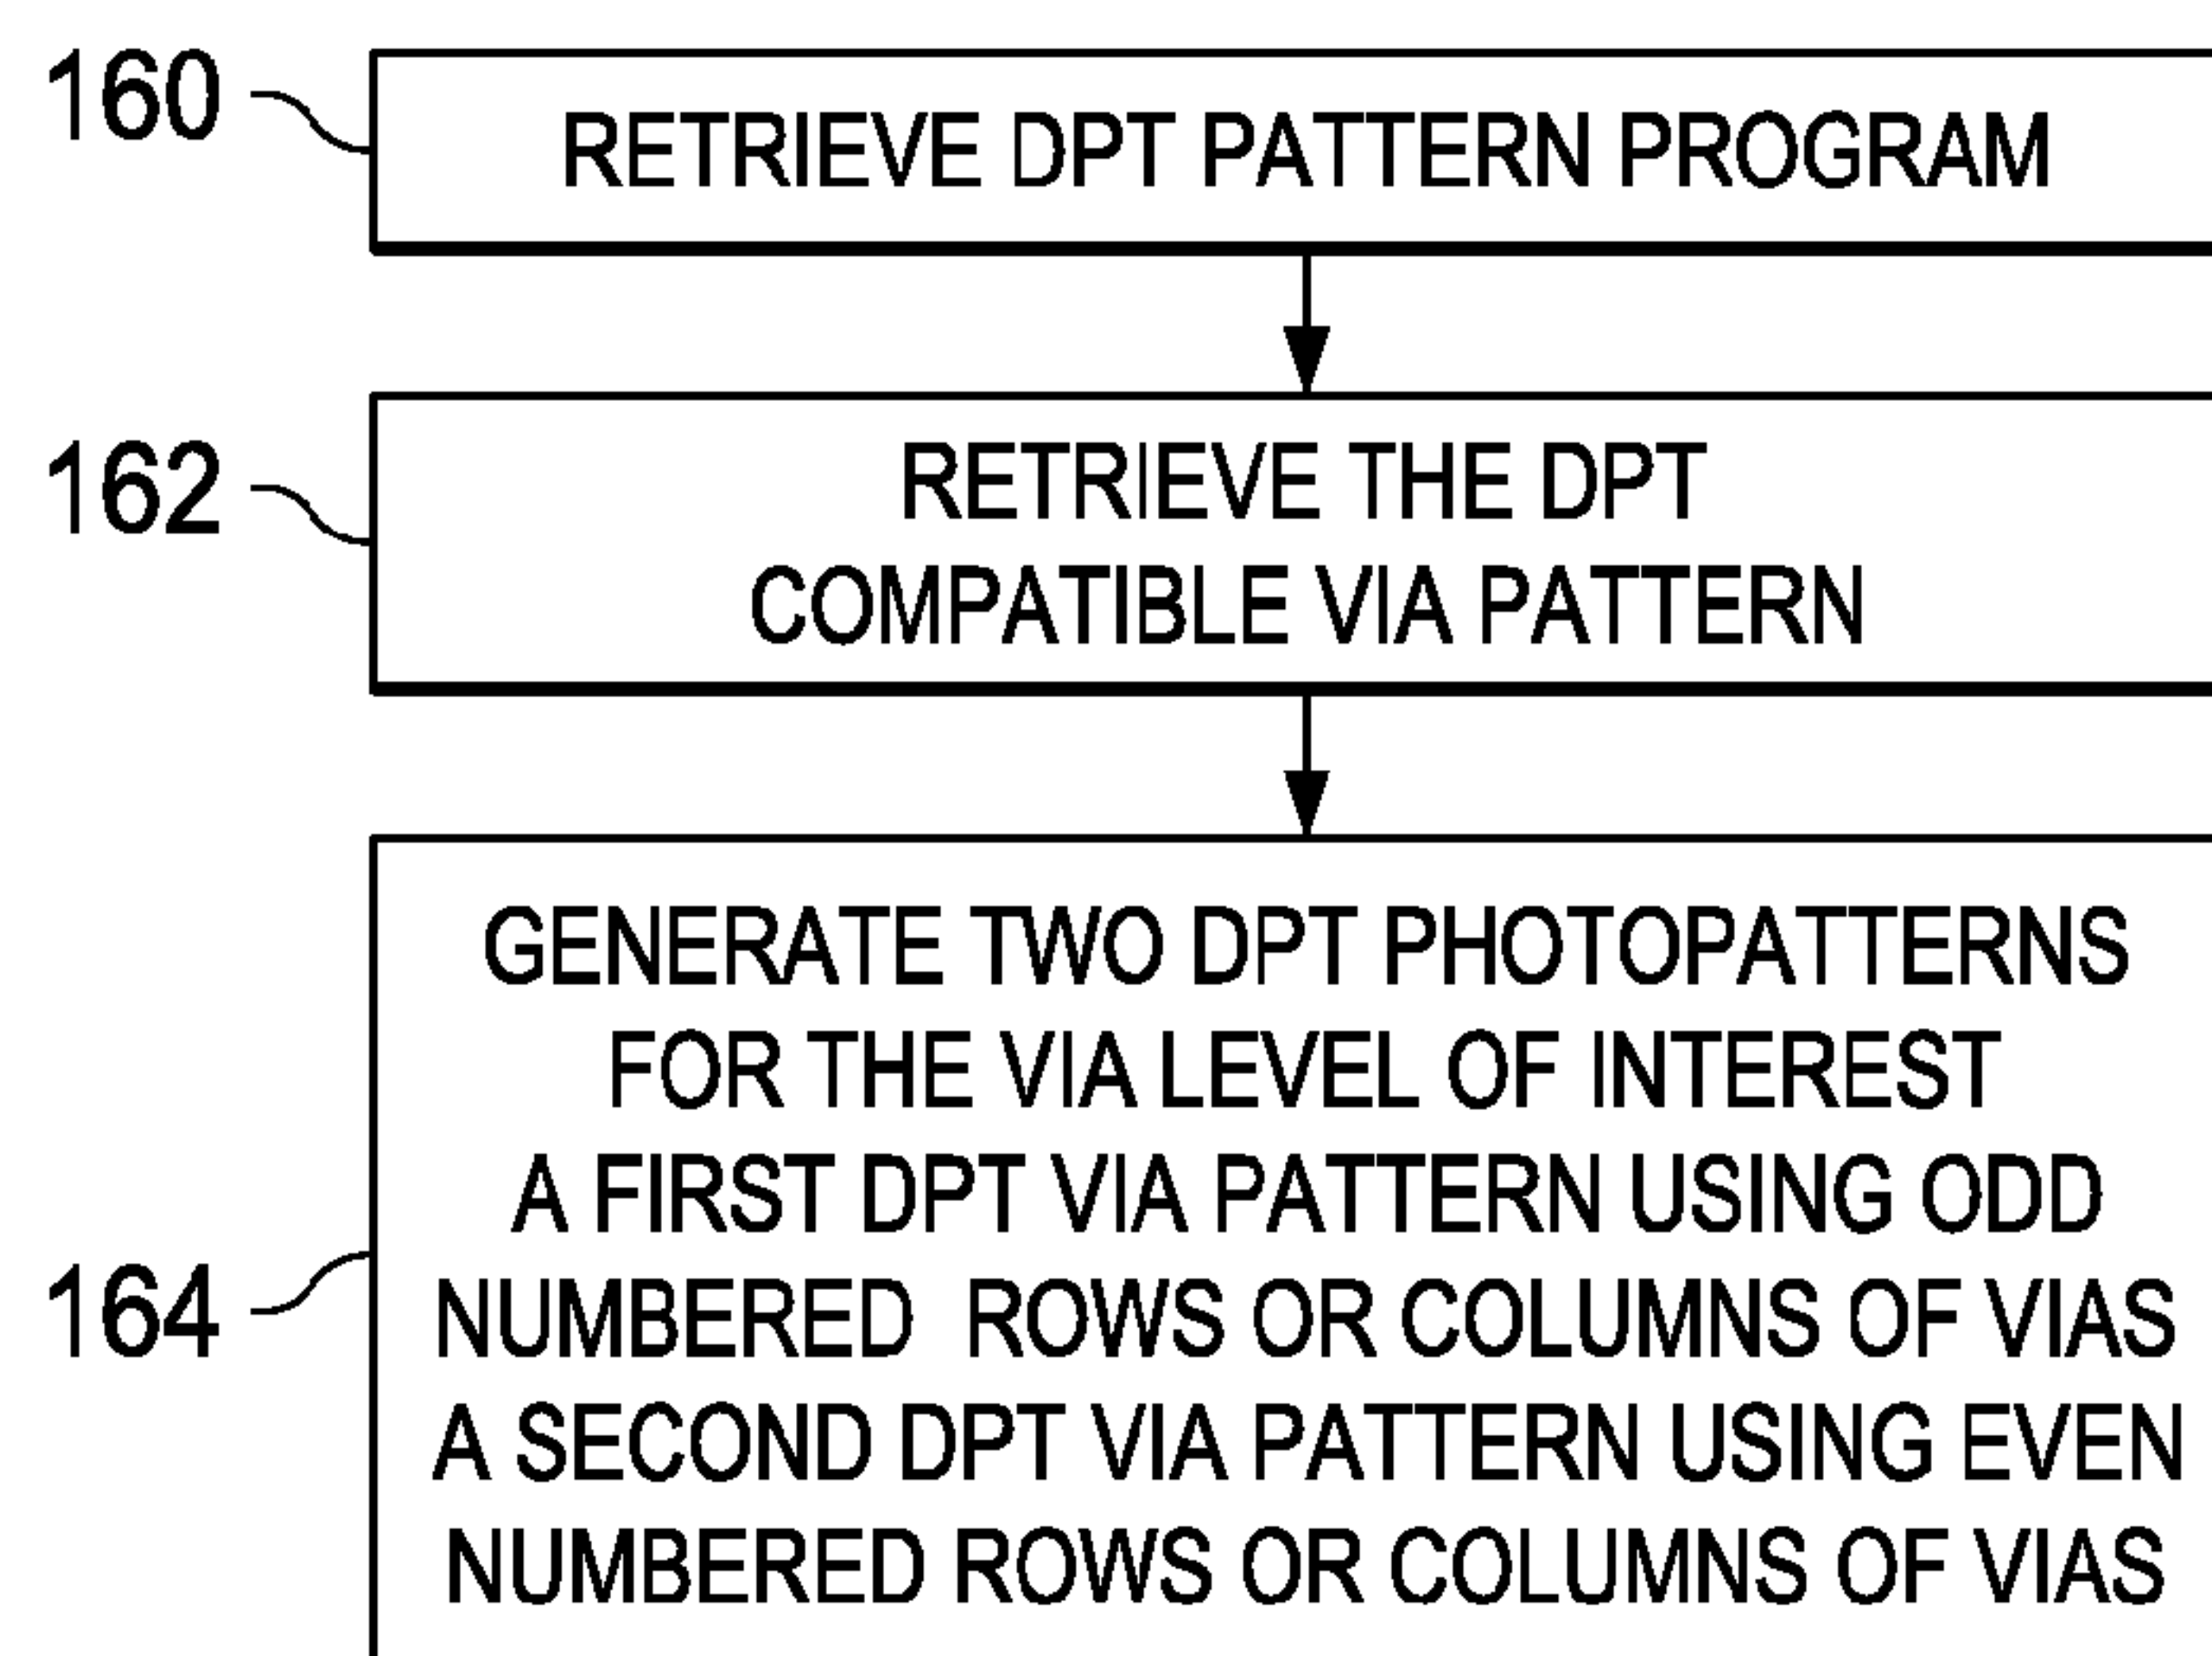 160
RETRIEVE DPT PATTERN PROGRAM
162
RETRIEVE THE DPT
COMPATIBLE VIA PATTERN
164
GENERATE TWO DPT PHOTOPATTERNS
FOR THE VIA LEVEL OF INTEREST
A FIRST DPT VIA PATTERN USING ODD
NUMBERED ROWS OR COLUMNS OF VIAS
A SECOND DPT VIA PATTERN USING EVEN
NUMBERED ROWS OR COLUMNS OF VIAS